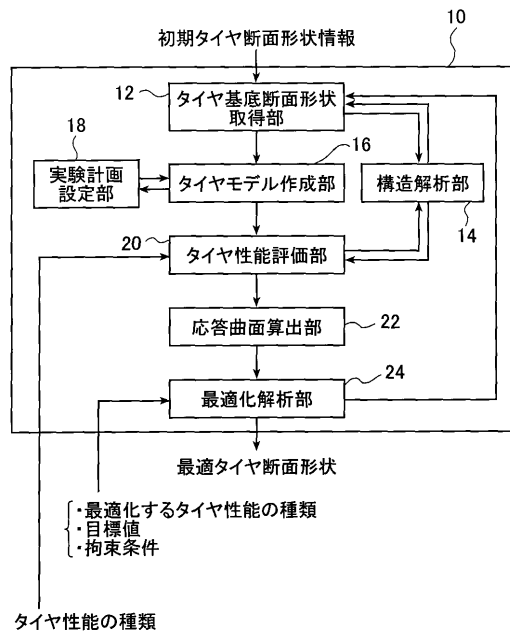 初期タイヤ断面形状情報
10
12
タイヤ基底断面形状
取得部
18
実験計画
設定部
16
タイヤモデル作成部
構造解析部
14
20
タイヤ性能評価部
応答曲面算出部
22
24
最適化解析部
最適タイヤ断面形状
・最適化するタイヤ性能の種類
・目標値
・拘束条件
タイヤ性能の種類